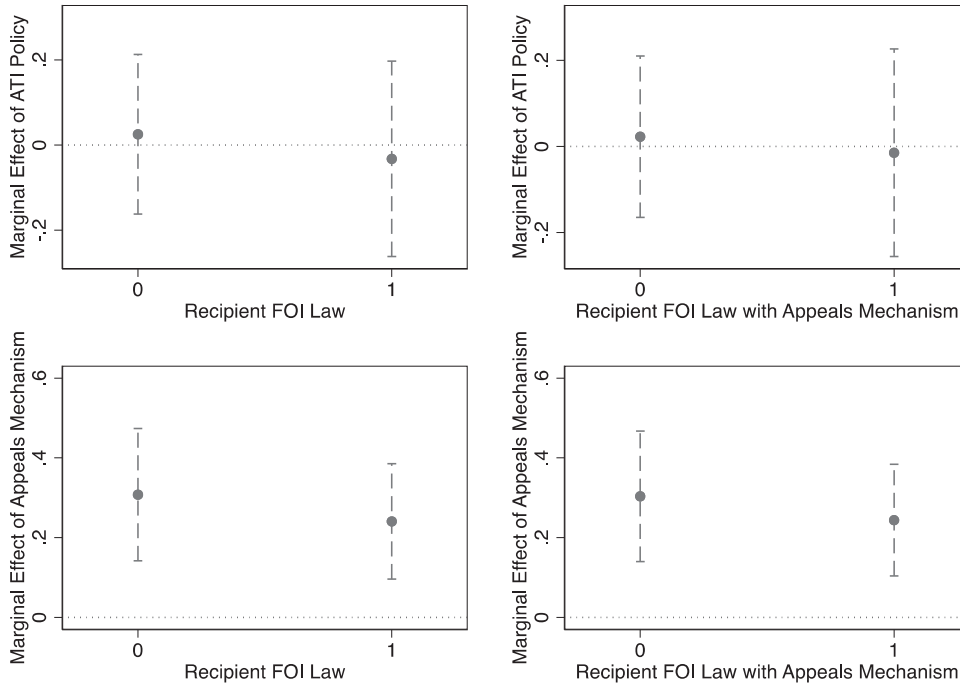 Marginal Effect of ATI Policy
.2
0
-.2
0
1
Recipient FOI Law
Marginal Effect of ATI Policy
.2
0
-.2
0
1
Recipient FOI Law with Appeals Mechanism
Marginal Effect of Appeals Mechanism
.6
.4
.2
0
0
1
Recipient FOI Law
Marginal Effect of Appeals Mechanism
.6
.4
.2
0
0
1
Recipient FOI Law with Appeals Mechanism